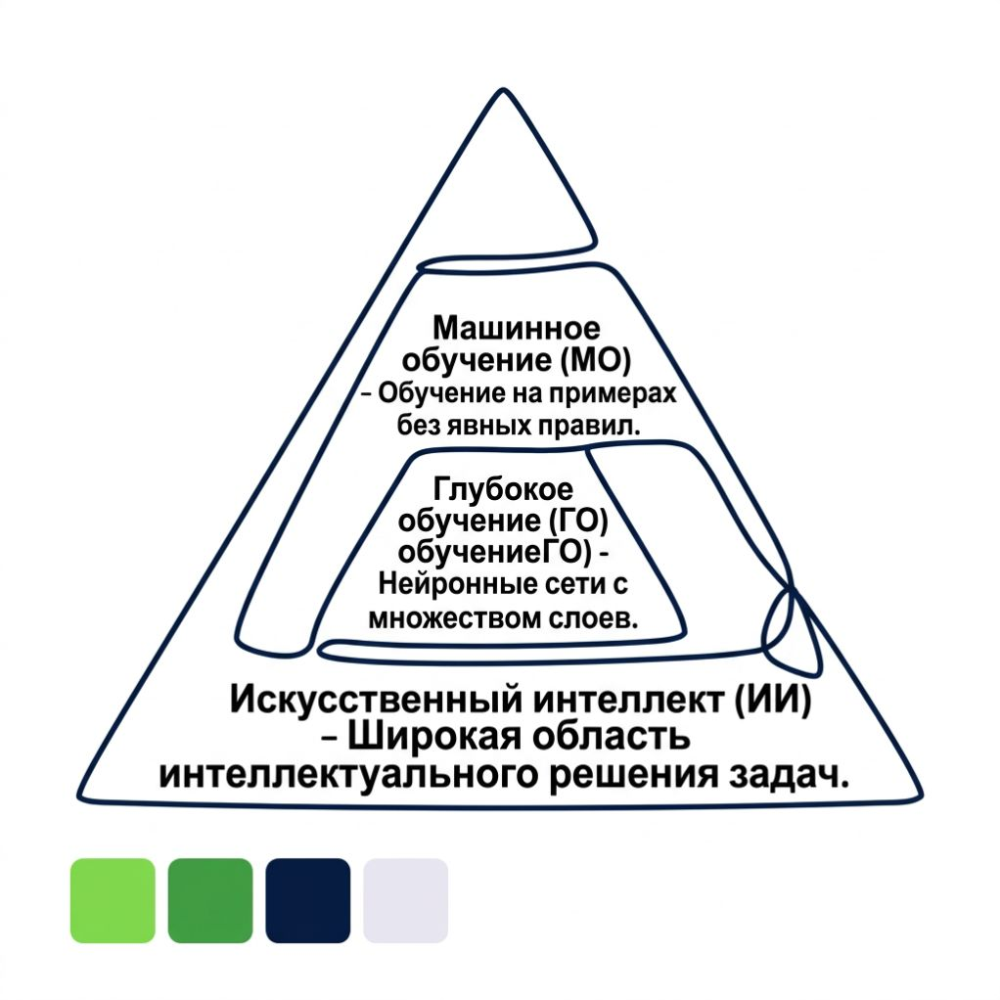 Машинное
обучение (МО)
– Обучение на примерах
без явных правил.
Глубокое
обучение (ГО)
обучениеГО) -
Нейронные сети с
множеством слоев.
Искусственный интеллект (ИИ)
– Широкая область
интеллектуального решения задач.